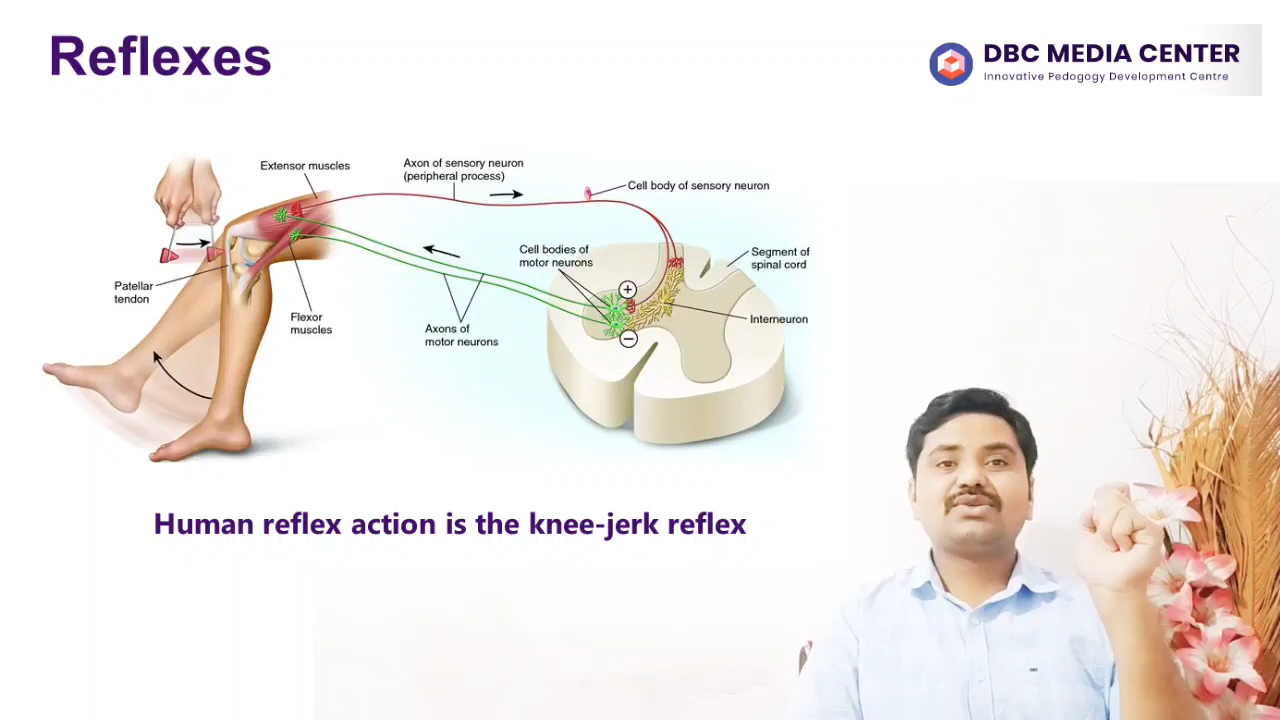 Reflexes
DBC MEDIA CENTER
Innovative Pedogogy Development Centre
Extensor muscles
Axon of sensory neuron
(peripheral process)
Cell body of sensory neuron
Cell bodies of
motor neurons
Segment of
spinal cord
Patellar
tendon
Flexor
muscles
Axons of
motor neurons
Interneuron
+
−
Human reflex action is the knee-jerk reflex